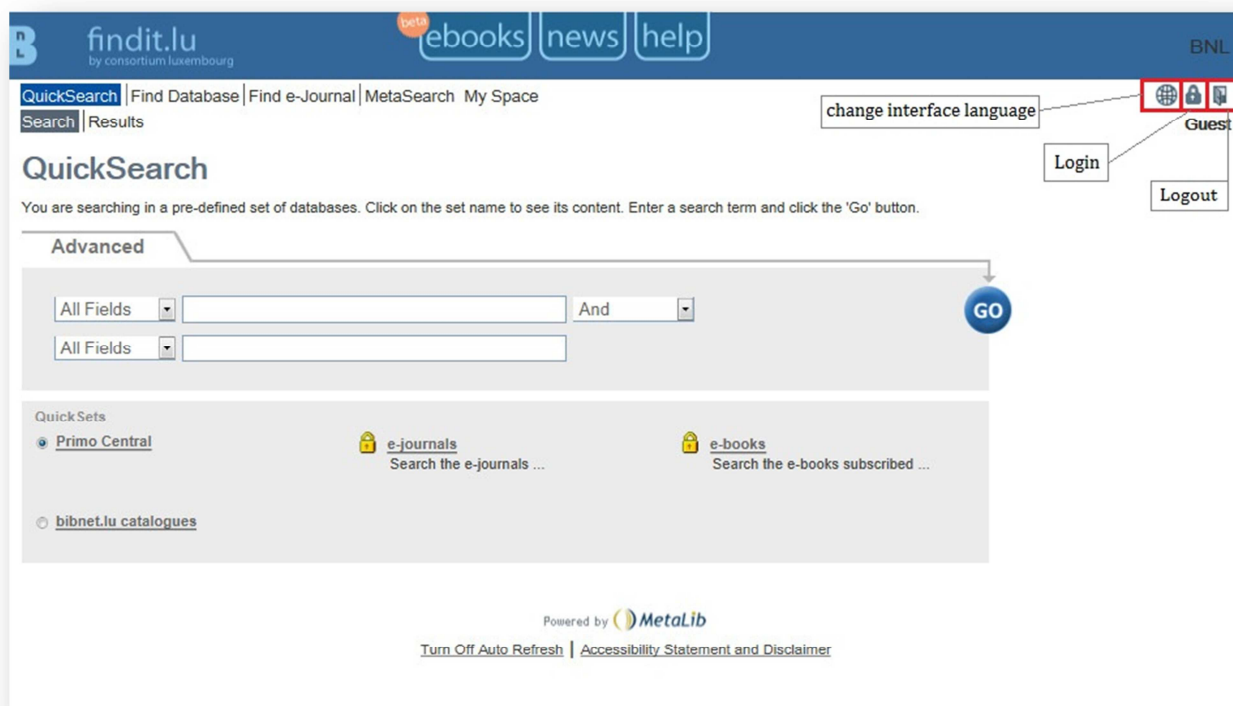 n
L
B
findit.lu
by consortium luxembourg
beta
ebooks news help
BNL
QuickSearch Find Database Find e-Journal MetaSearch My Space
Search Results
change interface language
Guest
Login
Logout
QuickSearch
You are searching in a pre-defined set of databases. Click on the set name to see its content. Enter a search term and click the 'Go' button.
Advanced
All Fields And
GO
All Fields
QuickSets
Primo Central e-journals e-books
Search the e-journals ... Search the e-books subscribed ...
bibnet.lu catalogues
Powered by MetaLib
Turn Off Auto Refresh | Accessibility Statement and Disclaimer